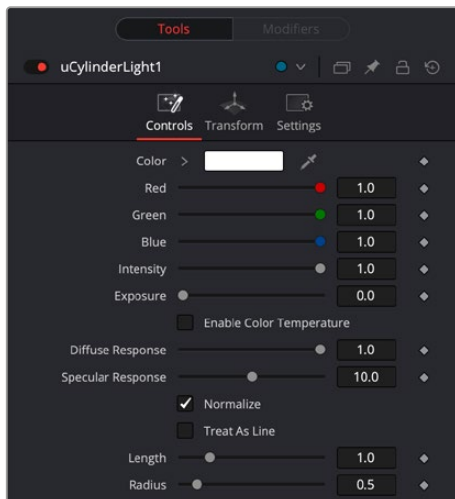 Tools Modifiers
uCylinderLight1
Controls Transform Settings
Color
Red 1.0
Green 1.0
Blue 1.0
Intensity 1.0
Exposure 0.0
Enable Color Temperature
Diffuse Response 1.0
Specular Response 10.0
Normalize
Treat As Line
Length 1.0
Radius 0.5